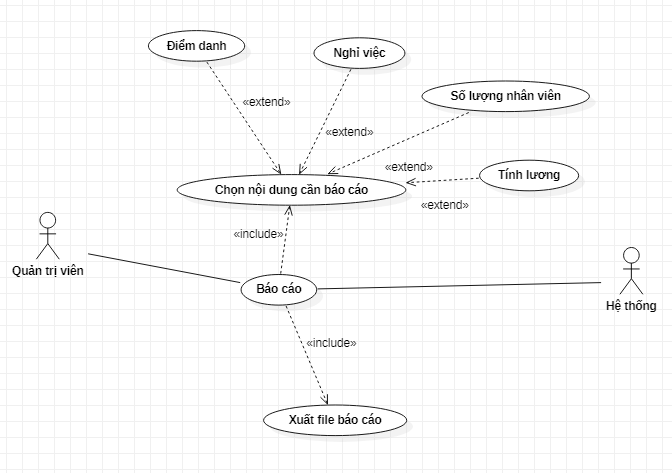 Điểm danh
Nghỉ việc
Số lượng nhân viên
«extend»
«extend»
«extend»
Tính lương
Chọn nội dung cần báo cáo
«extend»
«include»
Quản trị viên
Báo cáo
Hệ thống
«include»
Xuất file báo cáo